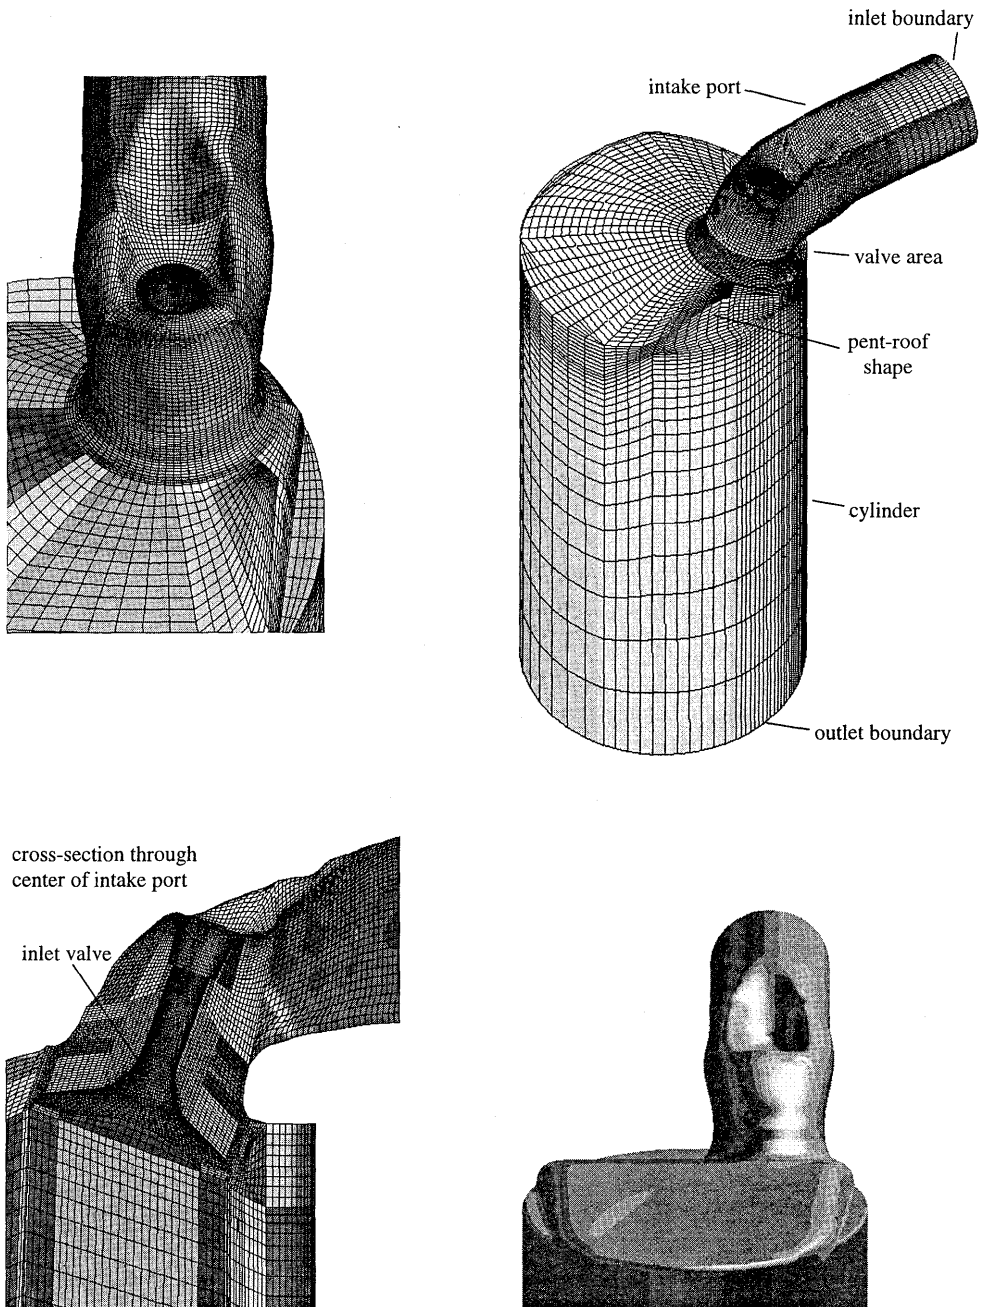 inlet boundary
intake port
valve area
pent-roof
shape
cylinder
outlet boundary
cross-section through
center of intake port
inlet valve